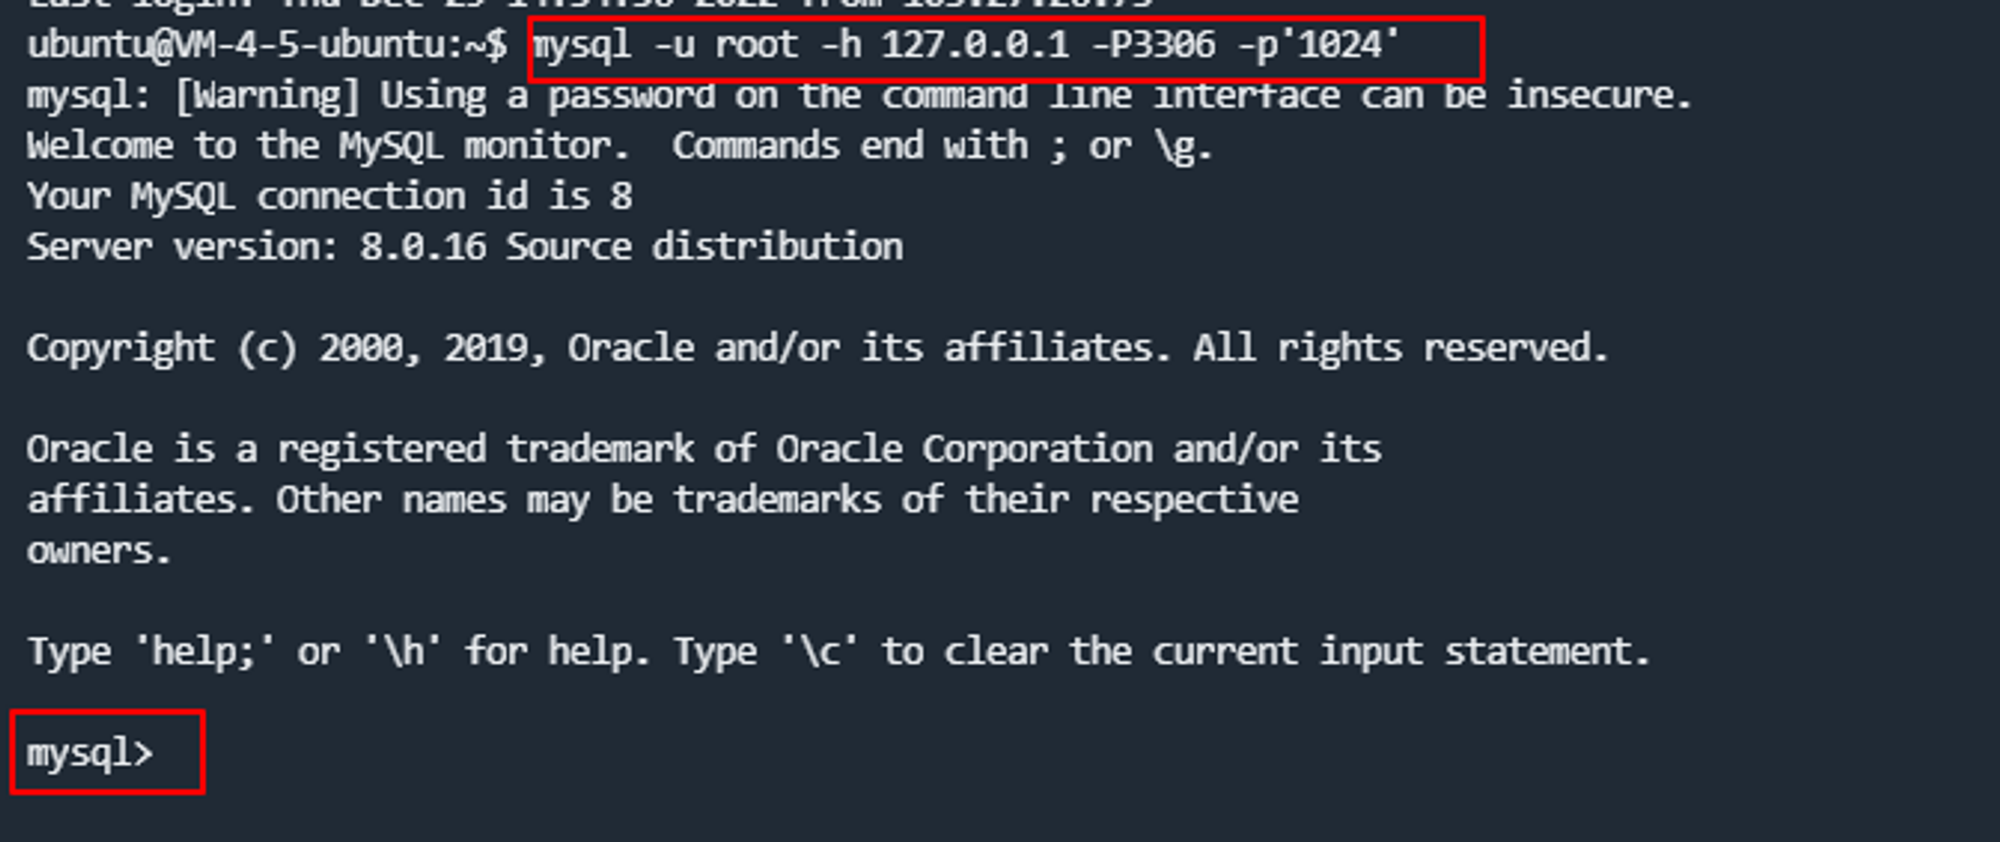 ubuntu@VM-4-5-ubuntu:~$ mysql -u root -h 127.0.0.1 -P3306 -p'1024'
mysql: [Warning] Using a password on the command line interface can be insecure.
Welcome to the MySQL monitor.  Commands end with ; or \g.
Your MySQL connection id is 8
Server version: 8.0.16 Source distribution
Copyright (c) 2000, 2019, Oracle and/or its affiliates. All rights reserved.
Oracle is a registered trademark of Oracle Corporation and/or its
affiliates. Other names may be trademarks of their respective
owners.
Type 'help;' or '\h' for help. Type '\c' to clear the current input statement.
mysql>